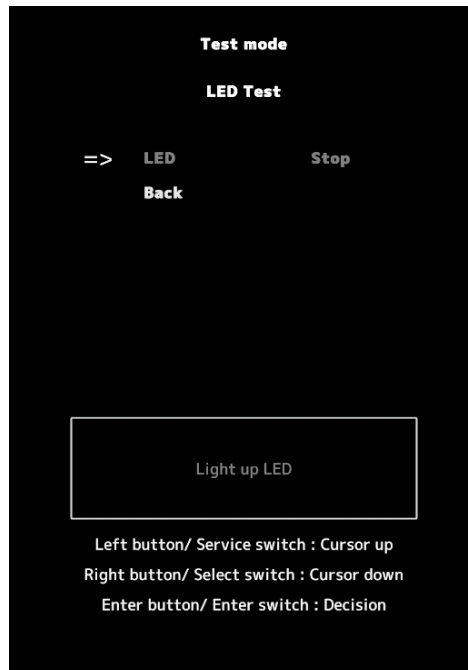 Test mode
LED Test
=> LED Stop
Back
Light up LED
Left button/ Service switch : Cursor up
Right button/ Select switch : Cursor down
Enter button/ Enter switch : Decision